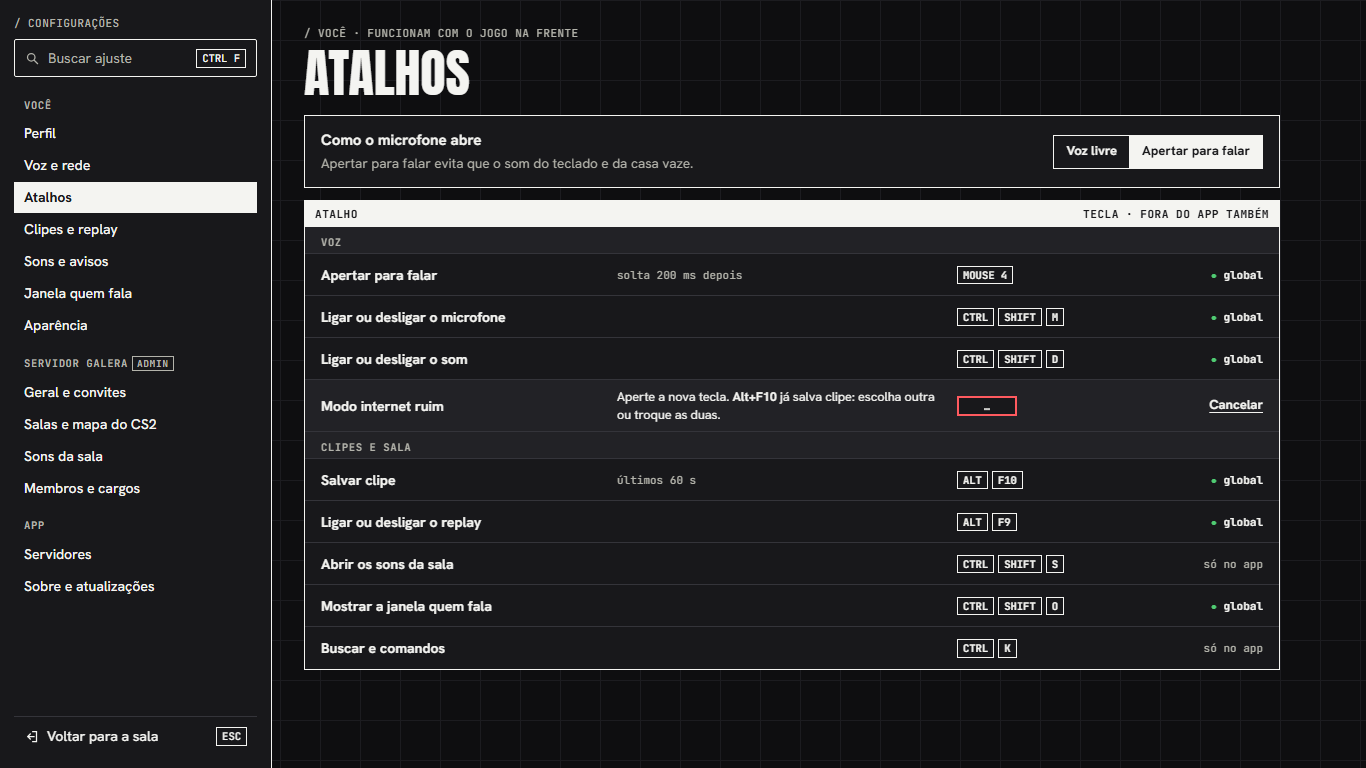 / CONFIGURAÇÕES
Buscar ajuste CTRL F
VOCÊ
Perfil
Voz e rede
Atalhos
Clipes e replay
Sons e avisos
Janela quem fala
Aparência
SERVIDOR GALERA ADMIN
Geral e convites
Salas e mapa do CS2
Sons da sala
Membros e cargos
APP
Servidores
Sobre e atualizações
Voltar para a sala ESC
/ VOCÊ · FUNCIONAM COM O JOGO NA FRENTE
ATALHOS
Como o microfone abre
Apertar para falar evita que o som do teclado e da casa vaze.
Voz livre Apertar para falar
ATALHO TECLA · FORA DO APP TAMBÉM
VOZ
Apertar para falar solta 200 ms depois MOUSE 4 global
Ligar ou desligar o microfone CTRL SHIFT M global
Ligar ou desligar o som CTRL SHIFT D global
Modo internet ruim Aperte a nova tecla. Alt+F10 já salva clipe: escolha outra
ou troque as duas. _ Cancelar
CLIPES E SALA
Salvar clipe últimos 60 s ALT F10 global
Ligar ou desligar o replay ALT F9 global
Abrir os sons da sala CTRL SHIFT S só no app
Mostrar a janela quem fala CTRL SHIFT O global
Buscar e comandos CTRL K só no app